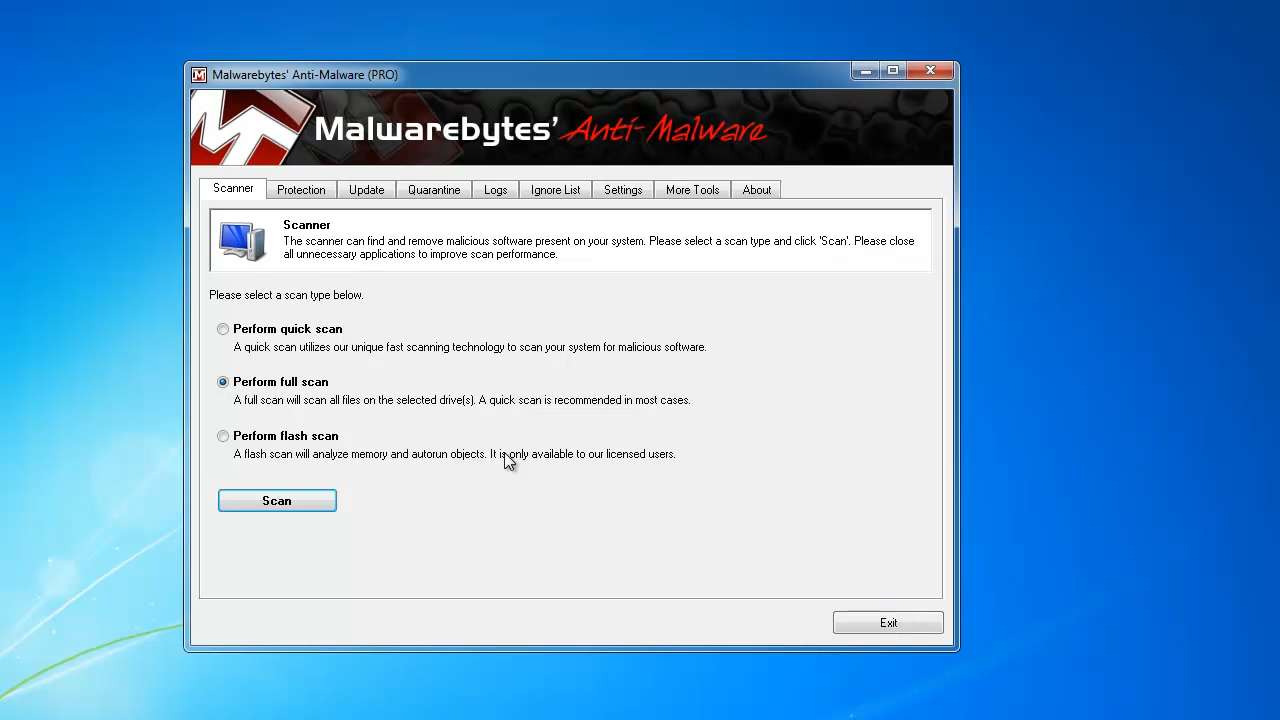 Malwarebytes' Anti-Malware (PRO)
Malwarebytes' Anti-Malware
Scanner Protection Update Quarantine Logs Ignore List Settings More Tools About
Scanner
The scanner can find and remove malicious software present on your system. Please select a scan type and click 'Scan'. Please close
all unnecessary applications to improve scan performance.
Please select a scan type below.
Perform quick scan
A quick scan utilizes our unique fast scanning technology to scan your system for malicious software.
Perform full scan
A full scan will scan all files on the selected drive(s). A quick scan is recommended in most cases.
Perform flash scan
A flash scan will analyze memory and autorun objects. It is only available to our licensed users.
Scan
Exit